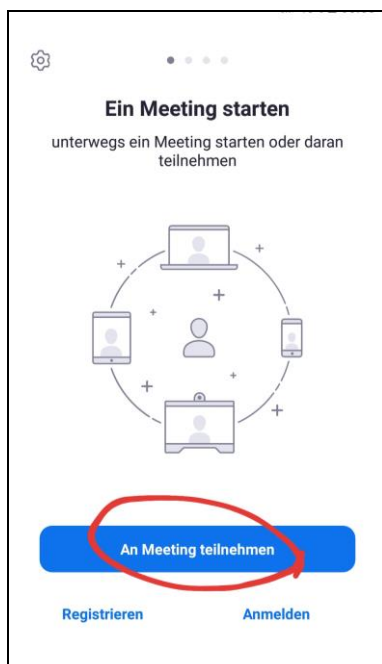 Ein Meeting starten
unterwegs ein Meeting starten oder daran
teilnehmen
An Meeting teilnehmen
Registrieren
Anmelden